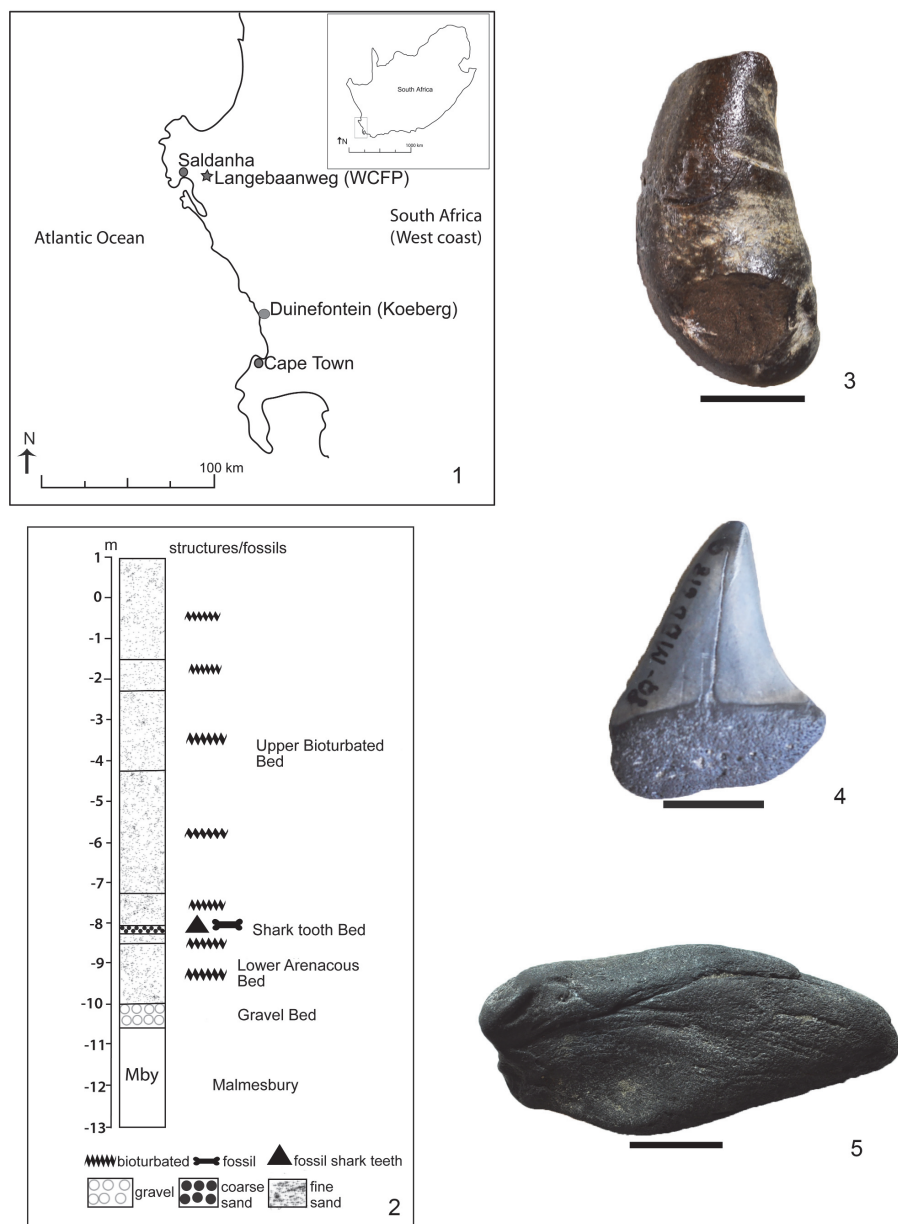 South Africa
N
1000 km
Saldanha
Langebaanweg (WCFP)
South Africa
(West coast)
Atlantic Ocean
Duinefontein (Koeberg)
Cape Town
N
100 km
1
m
structures/fossils
1
0
-1
-2
-3
-4
-5
-6
-7
-8
-9
-10
-11
-12
-13
Upper Bioturbated
Bed
Shark tooth Bed
Lower Arenacous
Bed
Gravel Bed
Mby
Malmesbury
bioturbated
fossil
fossil shark teeth
gravel
coarse
sand
fine
sand
2
3
4
5